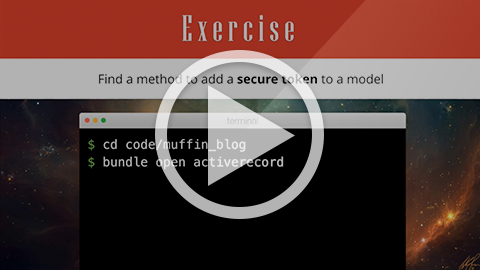 Exercise
Find a method to add a secure token to a model
terminal
$ cd code/muffin_blog
$ bundle open activerecord